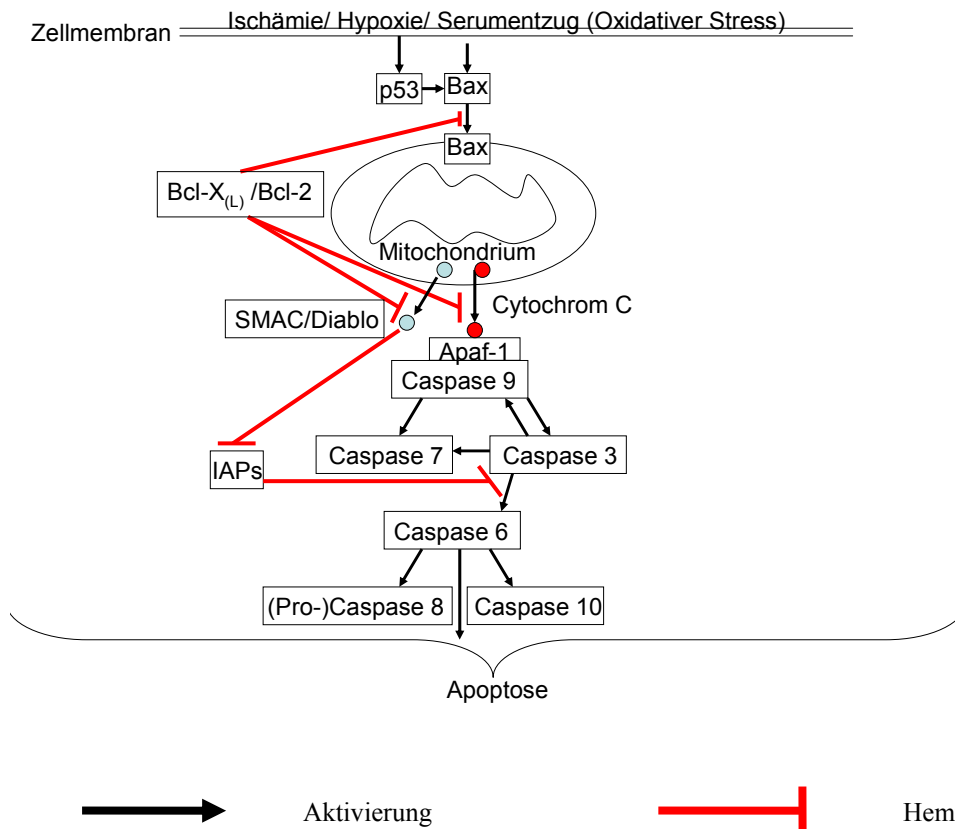 Ischämie/ Hypoxie/ Serumentzug (Oxidativer Stress)
Zellmembran
p53
Bax
Bax
Bcl-X(L) /Bcl-2
Mitochondrium
Cytochrom C
SMAC/Diablo
Apaf-1
Caspase 9
Caspase 7
Caspase 3
IAPs
Caspase 6
(Pro-)Caspase 8
Caspase 10
Apoptose
Aktivierung
Hem